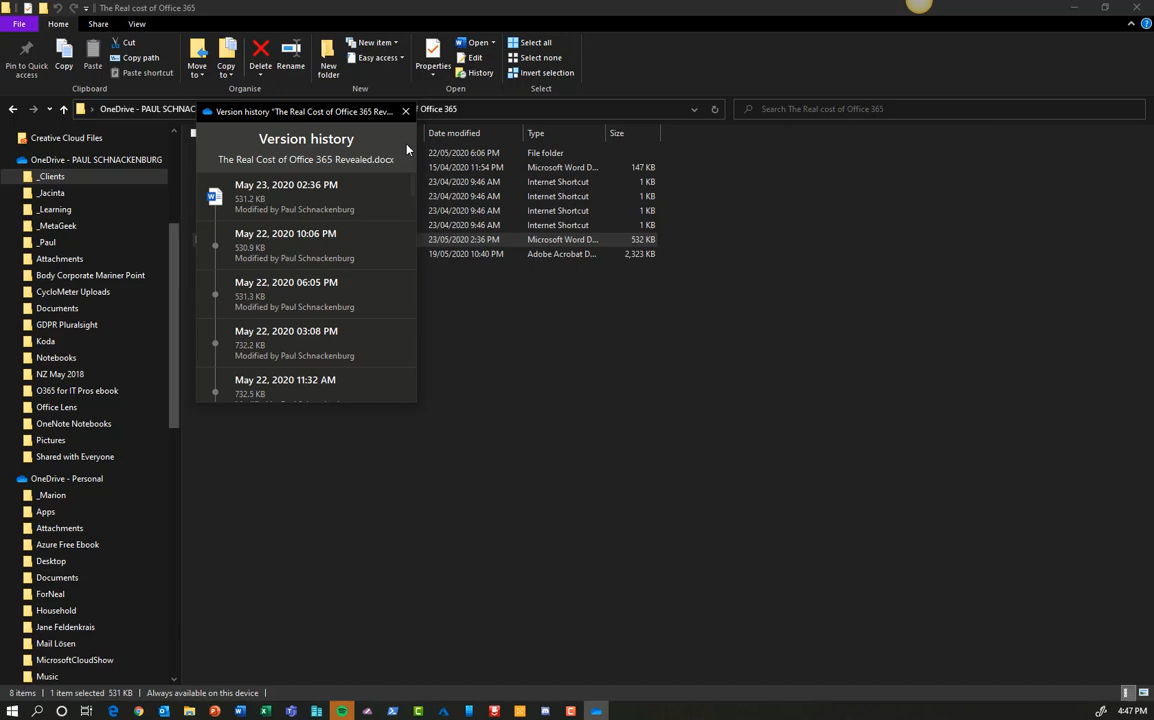 The Real cost of Office 365
File
Home
Share
View
Pin to Quick access
Copy
Paste
Cut
Copy path
Paste shortcut
Clipboard
Move to
Copy to
Delete
Rename
Organise
New folder
New item
Easy access
New
Properties
Open
Edit
History
Open
Select all
Select none
Invert selection
Select
OneDrive - PAUL SCHNAC
Office 365
Search The Real cost of Office 365
Version history "The Real Cost of Office 365 Rev...
Version history
The Real Cost of Office 365 Revealed.docx
May 23, 2020 02:36 PM
531.2 KB
Modified by Paul Schnackenburg
May 22, 2020 10:06 PM
530.9 KB
Modified by Paul Schnackenburg
May 22, 2020 06:05 PM
531.3 KB
Modified by Paul Schnackenburg
May 22, 2020 03:08 PM
732.2 KB
Modified by Paul Schnackenburg
May 22, 2020 11:32 AM
732.5 KB
Date modified Type Size
22/05/2020 6:06 PM File folder
15/04/2020 11:54 PM Microsoft Word D... 147 KB
23/04/2020 9:46 AM Internet Shortcut 1 KB
23/04/2020 9:46 AM Internet Shortcut 1 KB
23/04/2020 9:46 AM Internet Shortcut 1 KB
23/04/2020 9:46 AM Internet Shortcut 1 KB
23/05/2020 2:36 PM Microsoft Word D... 532 KB
19/05/2020 10:40 PM Adobe Acrobat D... 2,323 KB
Creative Cloud Files
OneDrive - PAUL SCHNACKENBURG
_Clients
_Jacinta
_Learning
_MetaGeek
_Paul
Attachments
Body Corporate Mariner Point
CycloMeter Uploads
Documents
GDPR Pluralsight
Koda
Notebooks
NZ May 2018
O365 for IT Pros ebook
Office Lens
OneNote Notebooks
Pictures
Shared with Everyone
OneDrive - Personal
_Marion
Apps
Attachments
Azure Free Ebook
Desktop
Documents
ForNeal
Household
Jane Feldenkrais
Mail Lösen
MicrosoftCloudShow
Music
8 items 1 item selected 531 KB Always available on this device
4:47 PM